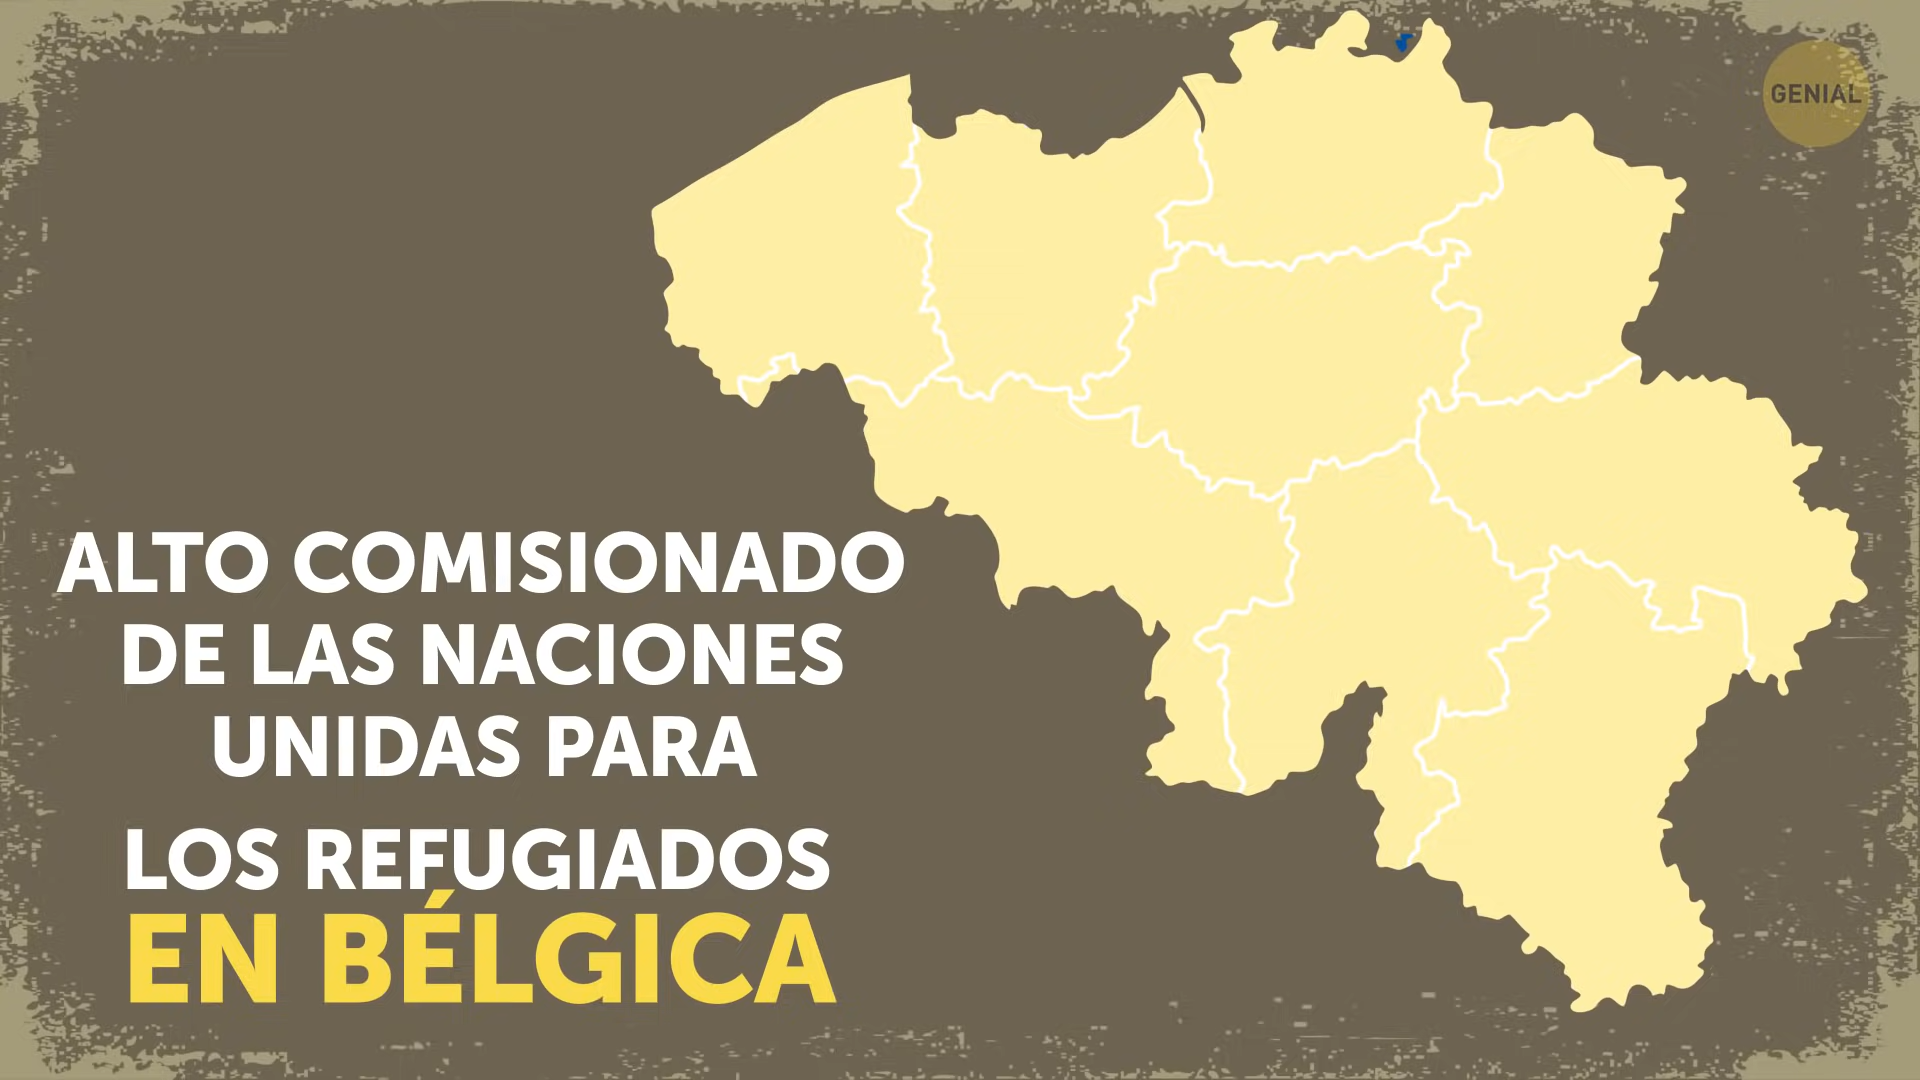 GENIAL
ALTO COMISIONADO
DE LAS NACIONES
UNIDAS PARA
LOS REFUGIADOS
EN BÉLGICA